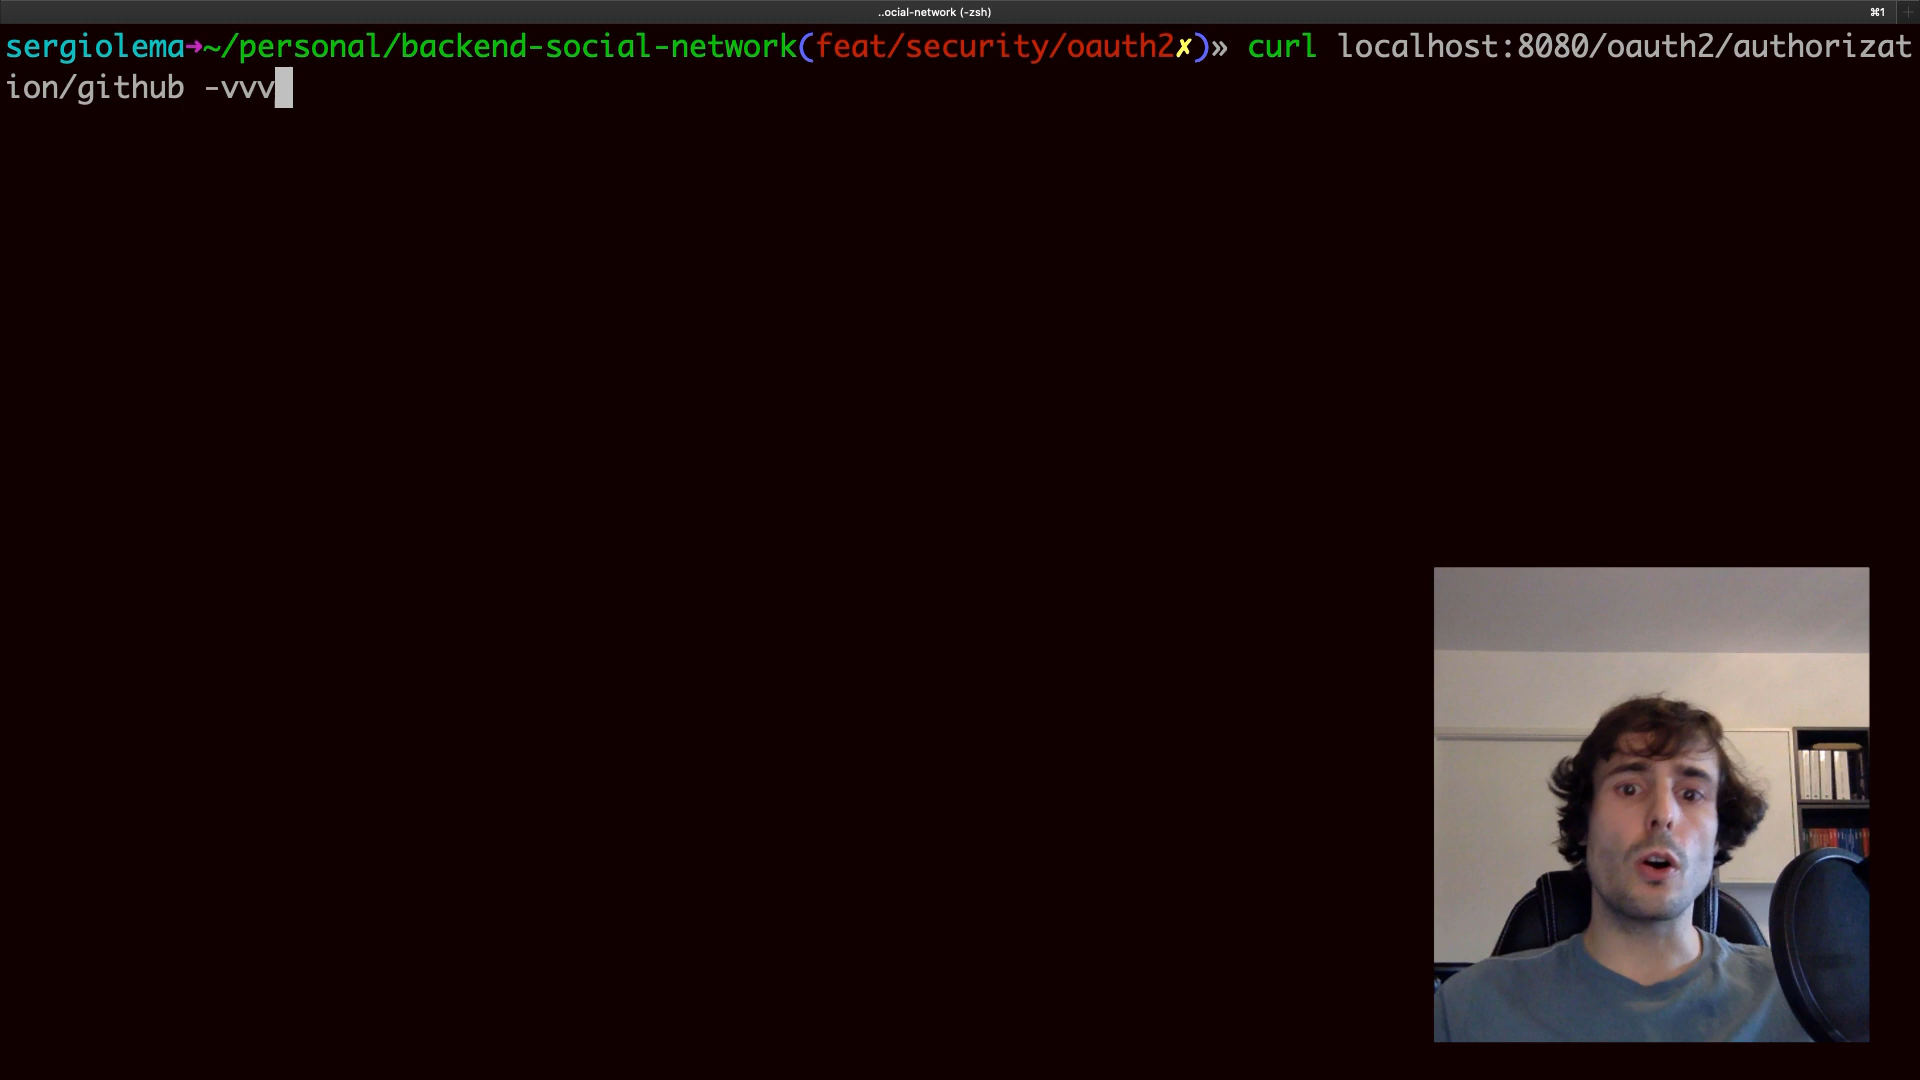 ..ocial-network (-zsh)
⌘1
sergiolema➜~/personal/backend-social-network(feat/security/oauth2✗)» curl localhost:8080/oauth2/authorizat
ion/github -vvv